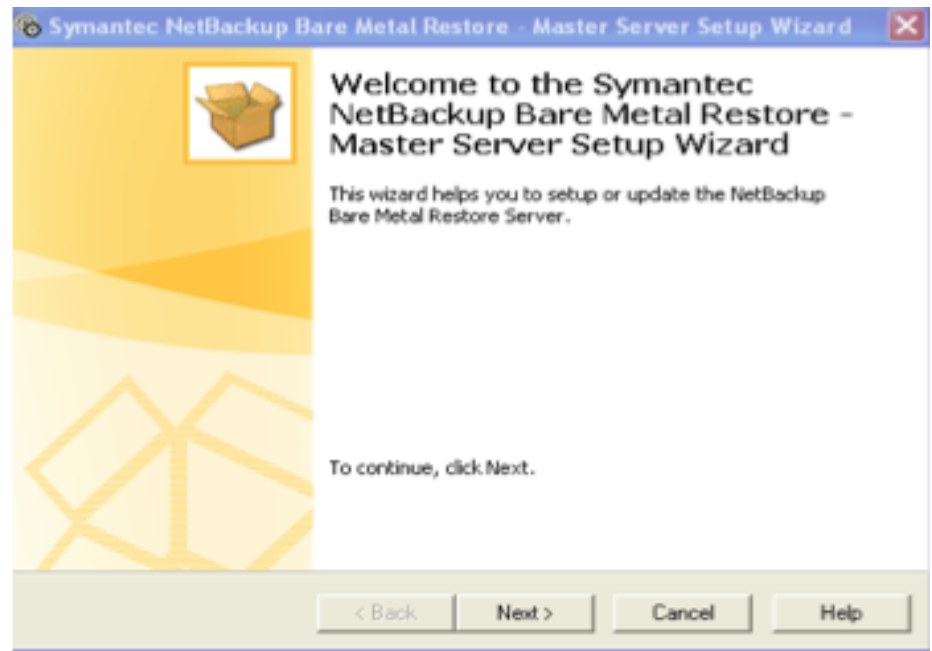 Symantec NetBackup Bare Metal Restore - Master Server Setup Wizard
Welcome to the Symantec
NetBackup Bare Metal Restore -
Master Server Setup Wizard
This wizard helps you to setup or update the NetBackup
Bare Metal Restore Server.
To continue, click Next.
< Back
Next >
Cancel
Help